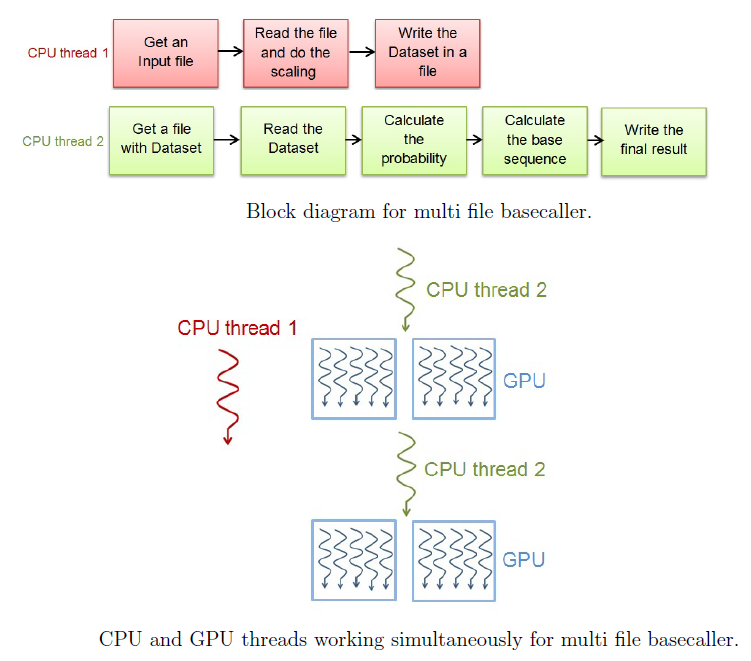 CPU thread 1
Get an
Input file
Read the file
and do the
scaling
Write the
Dataset in a
file
CPU thread 2
Get a file
with Dataset
Read the
Dataset
Calculate
the
probability
Calculate
the base
sequence
Write the
final result
Block diagram for multi file basecaller.
CPU thread 2
CPU thread 1
GPU
CPU thread 2
GPU
CPU and GPU threads working simultaneously for multi file basecaller.